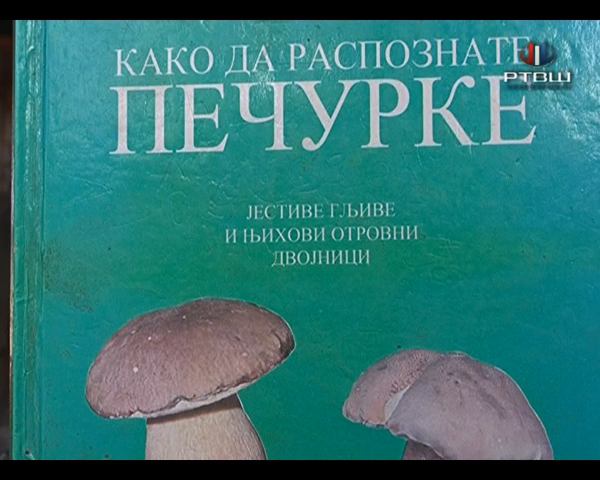 КАКО ДА РАСПОЗНАТЕ
ПЕЧУРКЕ
ЈЕСТИВЕ ГЉИВЕ
И ЊИХОВИ ОТРОВНИ
ДВОЈНИЦИ
РТВШ